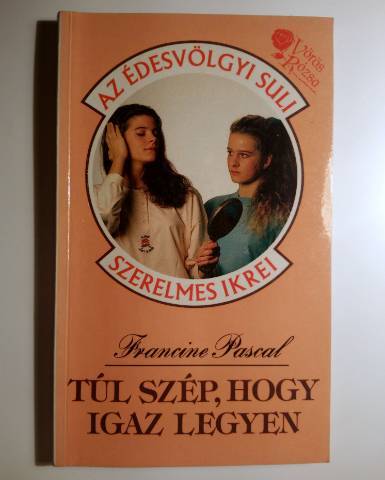 Vörös
Rózsa
AZ ÉDESVÖLGYI SULI
SZERELMES IKREI
Francine Pascal
TÚL SZÉP, HOGY
IGAZ LEGYEN